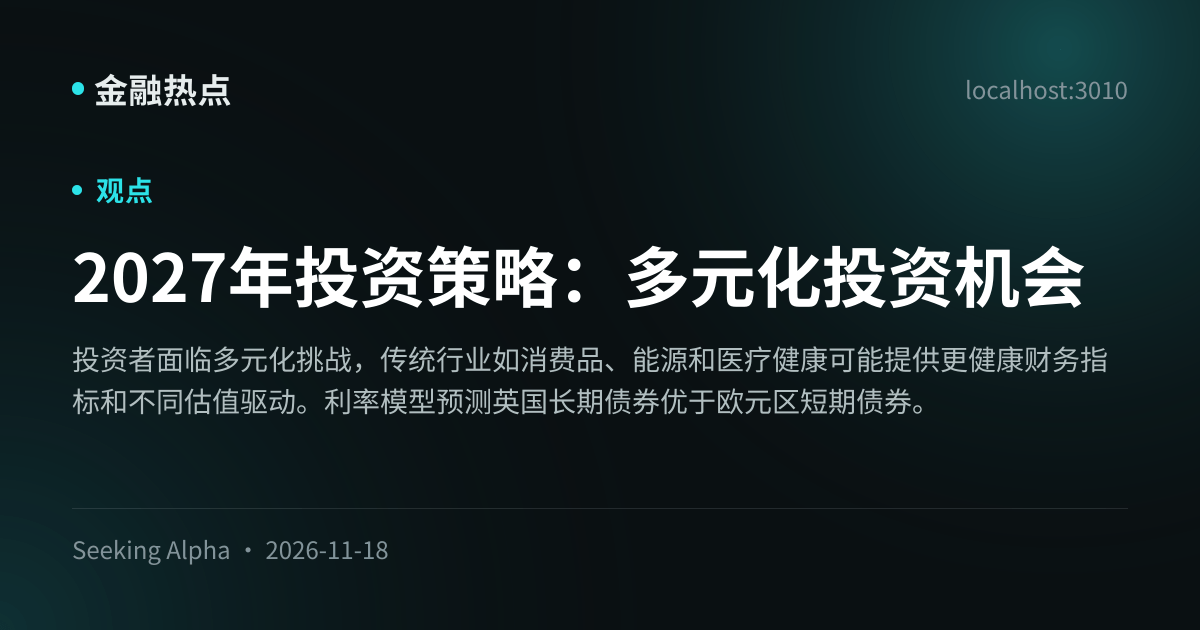 金融热点
localhost:3010
观点
2027年投资策略：多元化投资机会
投资者面临多元化挑战，传统行业如消费品、能源和医疗健康可能提供更健康财务指
标和不同估值驱动。利率模型预测英国长期债券优于欧元区短期债券。
Seeking Alpha · 2026-11-18